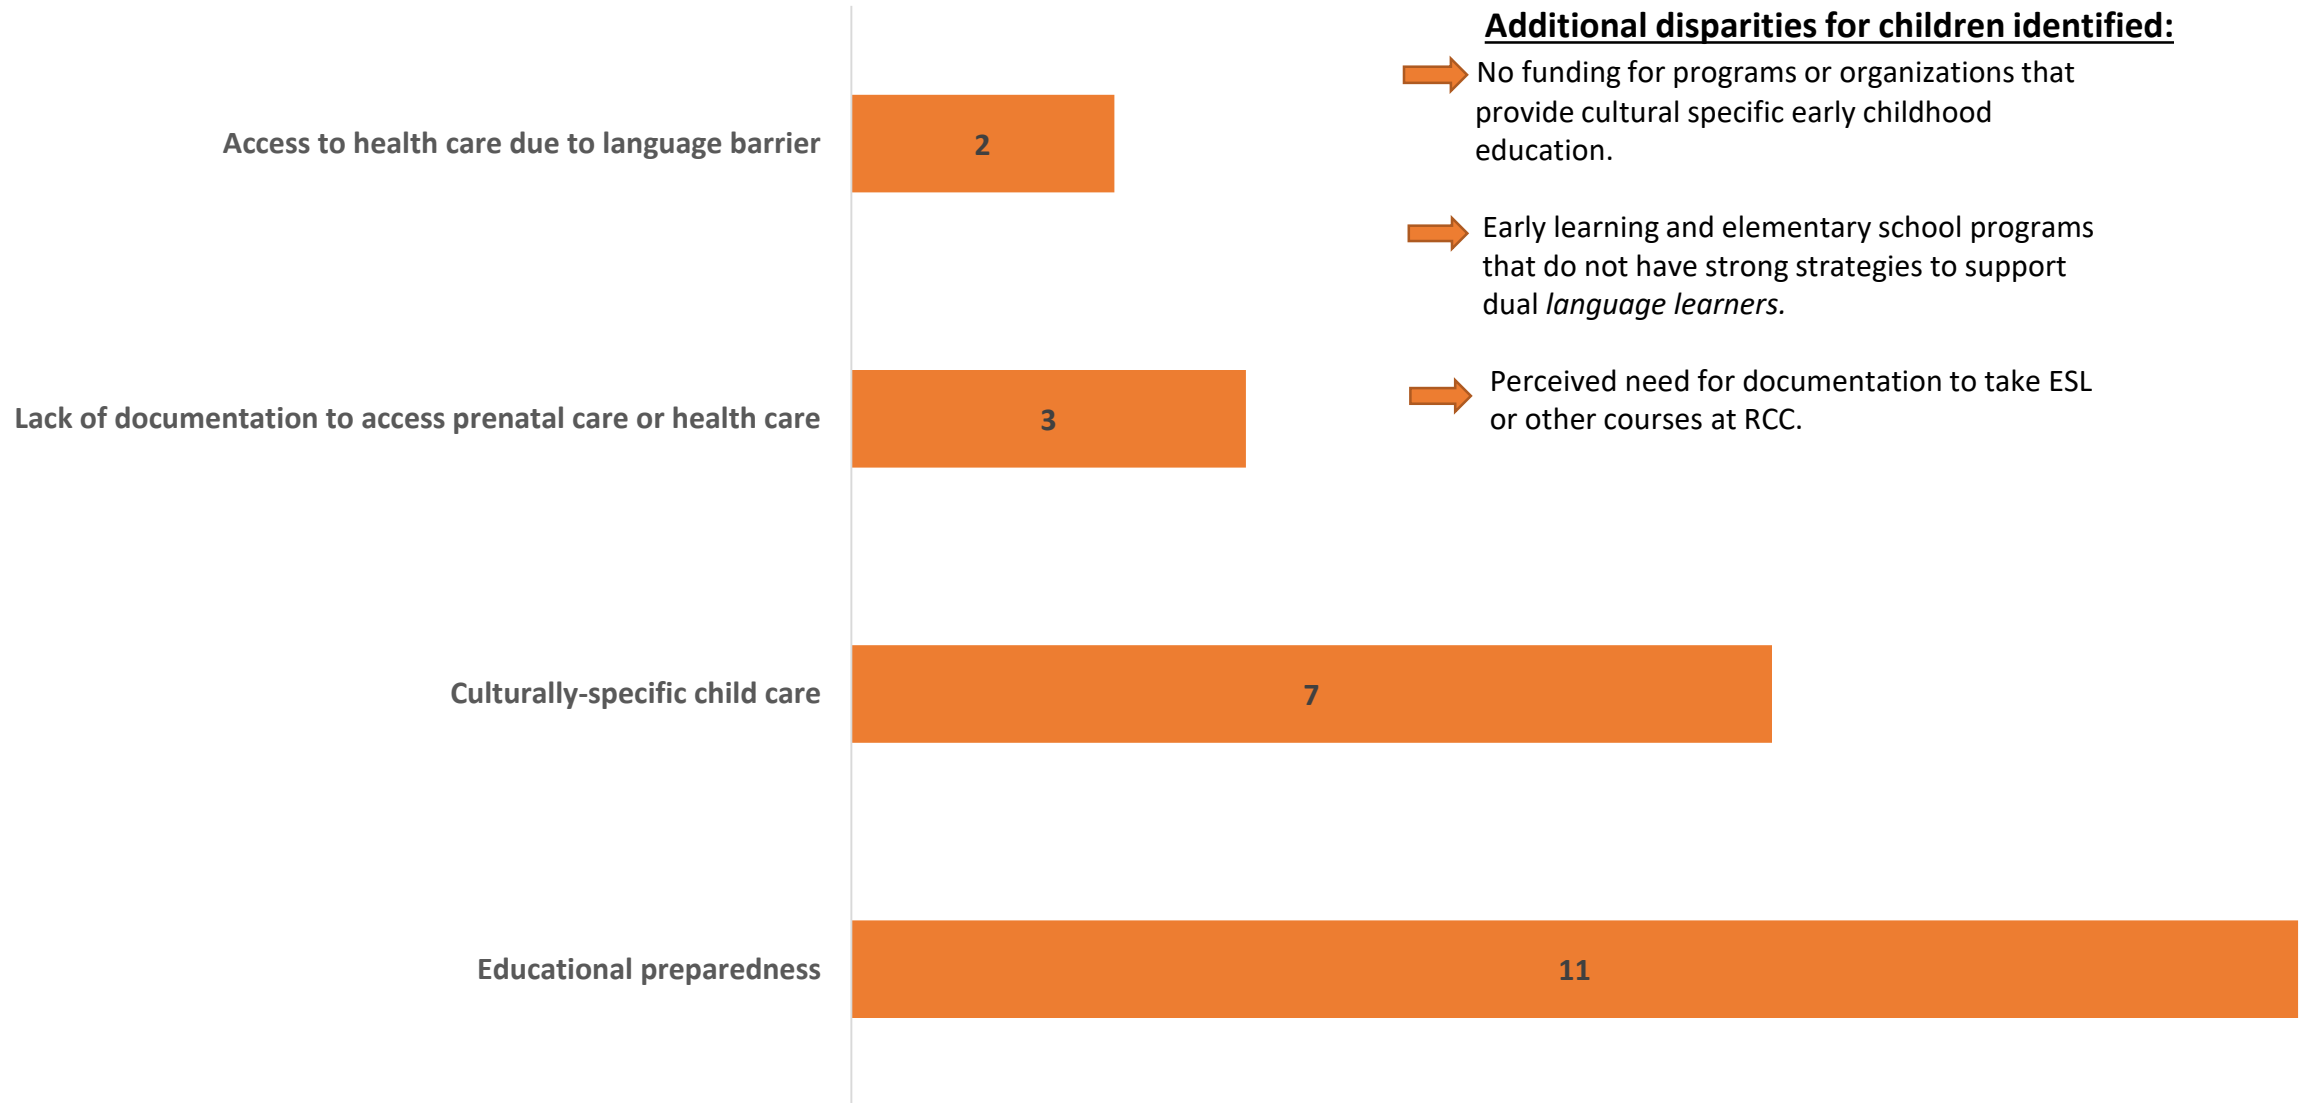 Additional disparities for children identified:
No funding for programs or organizations that
provide cultural specific early childhood
education.
Early learning and elementary school programs
that do not have strong strategies to support
dual language learners.
Perceived need for documentation to take ESL
or other courses at RCC.
Access to health care due to language barrier
2
Lack of documentation to access prenatal care or health care
3
Culturally-specific child care
7
Educational preparedness
11